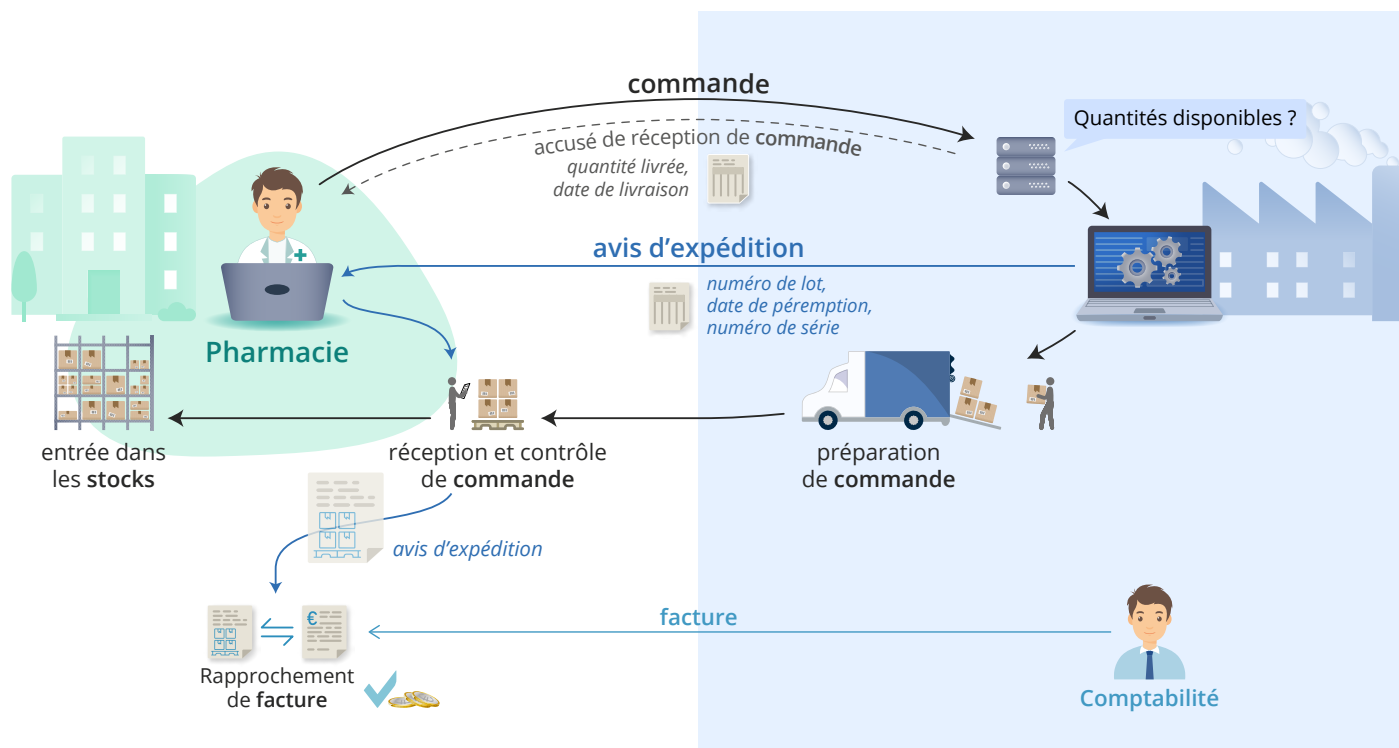 commande
Quantités disponibles ?
accusé de réception de commande
quantité livrée,
date de livraison
avis d’expédition
numéro de lot,
date de péremption,
numéro de série
Pharmacie
entrée dans
les stocks
réception et contrôle
de commande
préparation
de commande
avis d’expédition
€
facture
Rapprochement
de facture
Comptabilité